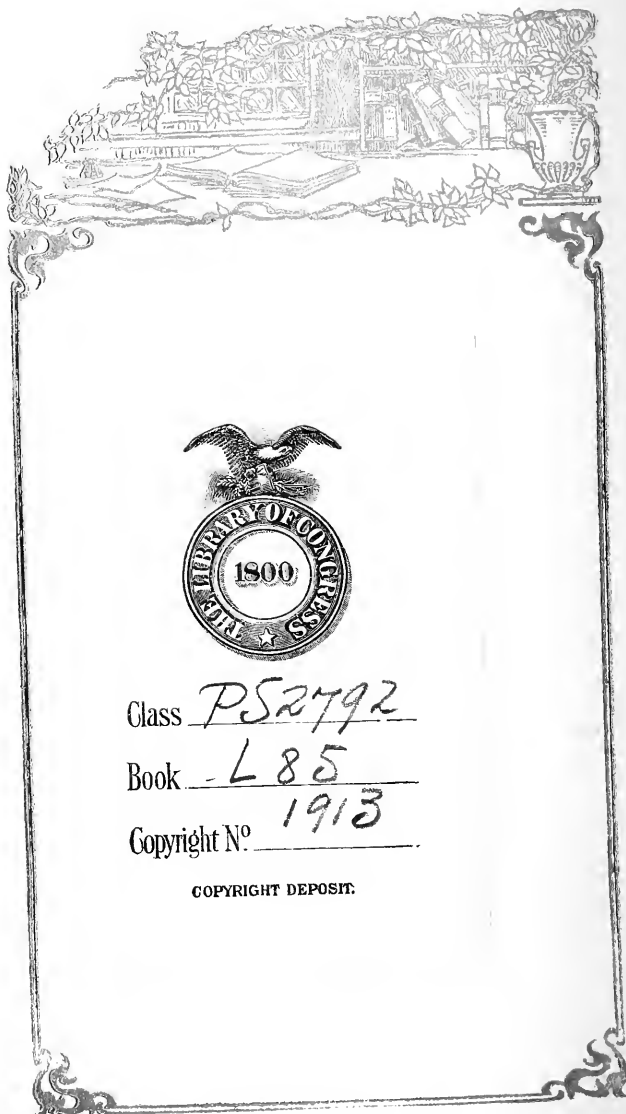 THE LIBRARY OF CONGRESS
1800
Class PS2792
Book .L85
1913
Copyright No
COPYRIGHT DEPOSIT.